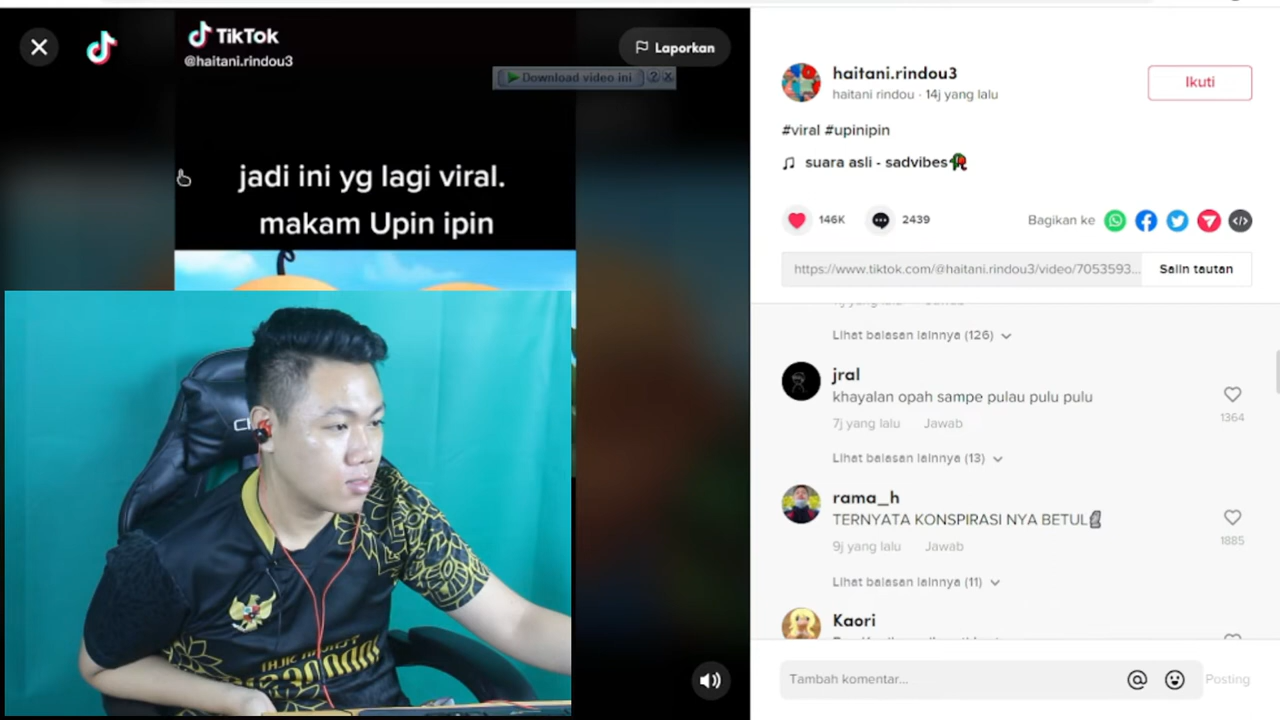 TikTok
@haitani.rindou3
Laporkan
Download video ini
?
jadi ini yg lagi viral.
makam Upin ipin
haitani.rindou3
haitani rindou · 14j yang lalu
Ikuti
#viral #upinipin
suara asli - sadvibes🥀
146K
2439
Bagikan ke
https://www.tiktok.com/@haitani.rindou3/video/7053593...
Salin tautan
Lihat balasan lainnya (126)
jral
khayalan opah sampe pulau pulu pulu
7j yang lalu
Jawab
1364
Lihat balasan lainnya (13)
rama_h
TERNYATA KONSPIRASI NYA BETUL🗿
9j yang lalu
Jawab
1885
Lihat balasan lainnya (11)
Kaori
Tambah komentar...
Posting